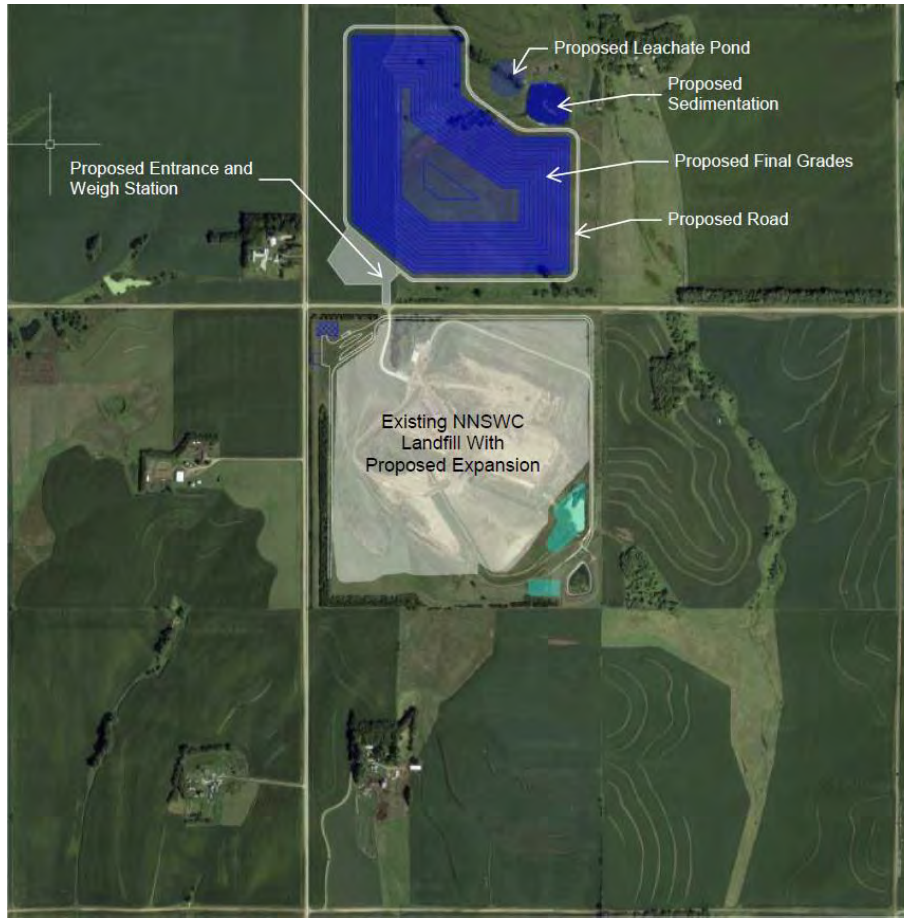 Proposed Leachate Pond
Proposed
Sedimentation
Proposed Entrance and
Weigh Station
Proposed Final Grades
Proposed Road
Existing NNSWC
Landfill With
Proposed Expansion